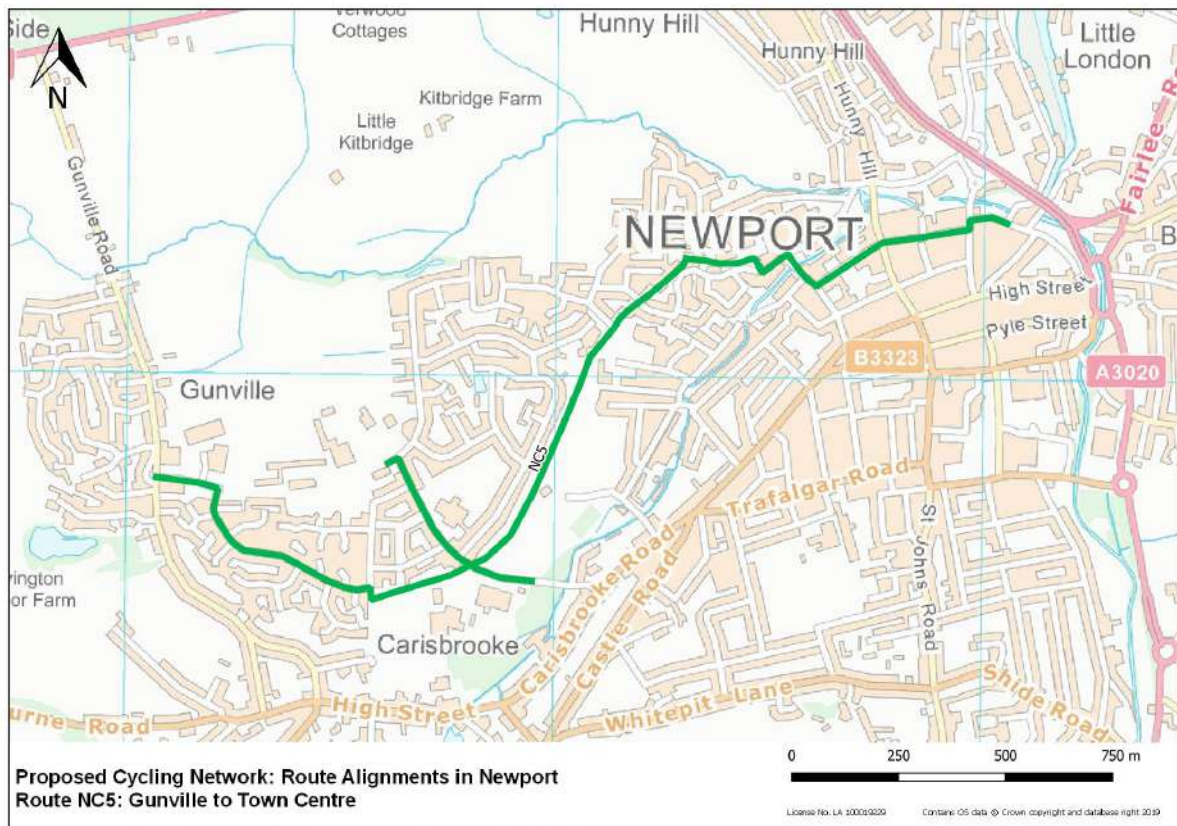 Side
Verwood
Cottages
Hunny Hill
Hunny Hill
Little
London
Kitbridge Farm
Little
Kitbridge
Hunny Hill
Fairlee Ro
N
Gunville Road
NEWPORT
B
High Street
Pyle Street
B3323
A3020
Gunville
NC5
Trafalgar Road
St Johns Road
vington
or Farm
Carisbrooke Road
Castle Road
Carisbrooke
High Street
urne Road
Whitepit Lane
Shide Road
0 250 500 750 m
Proposed Cycling Network: Route Alignments in Newport
Route NC5: Gunville to Town Centre
License No. LA 100019229 Contains OS data © Crown copyright and database right 2019